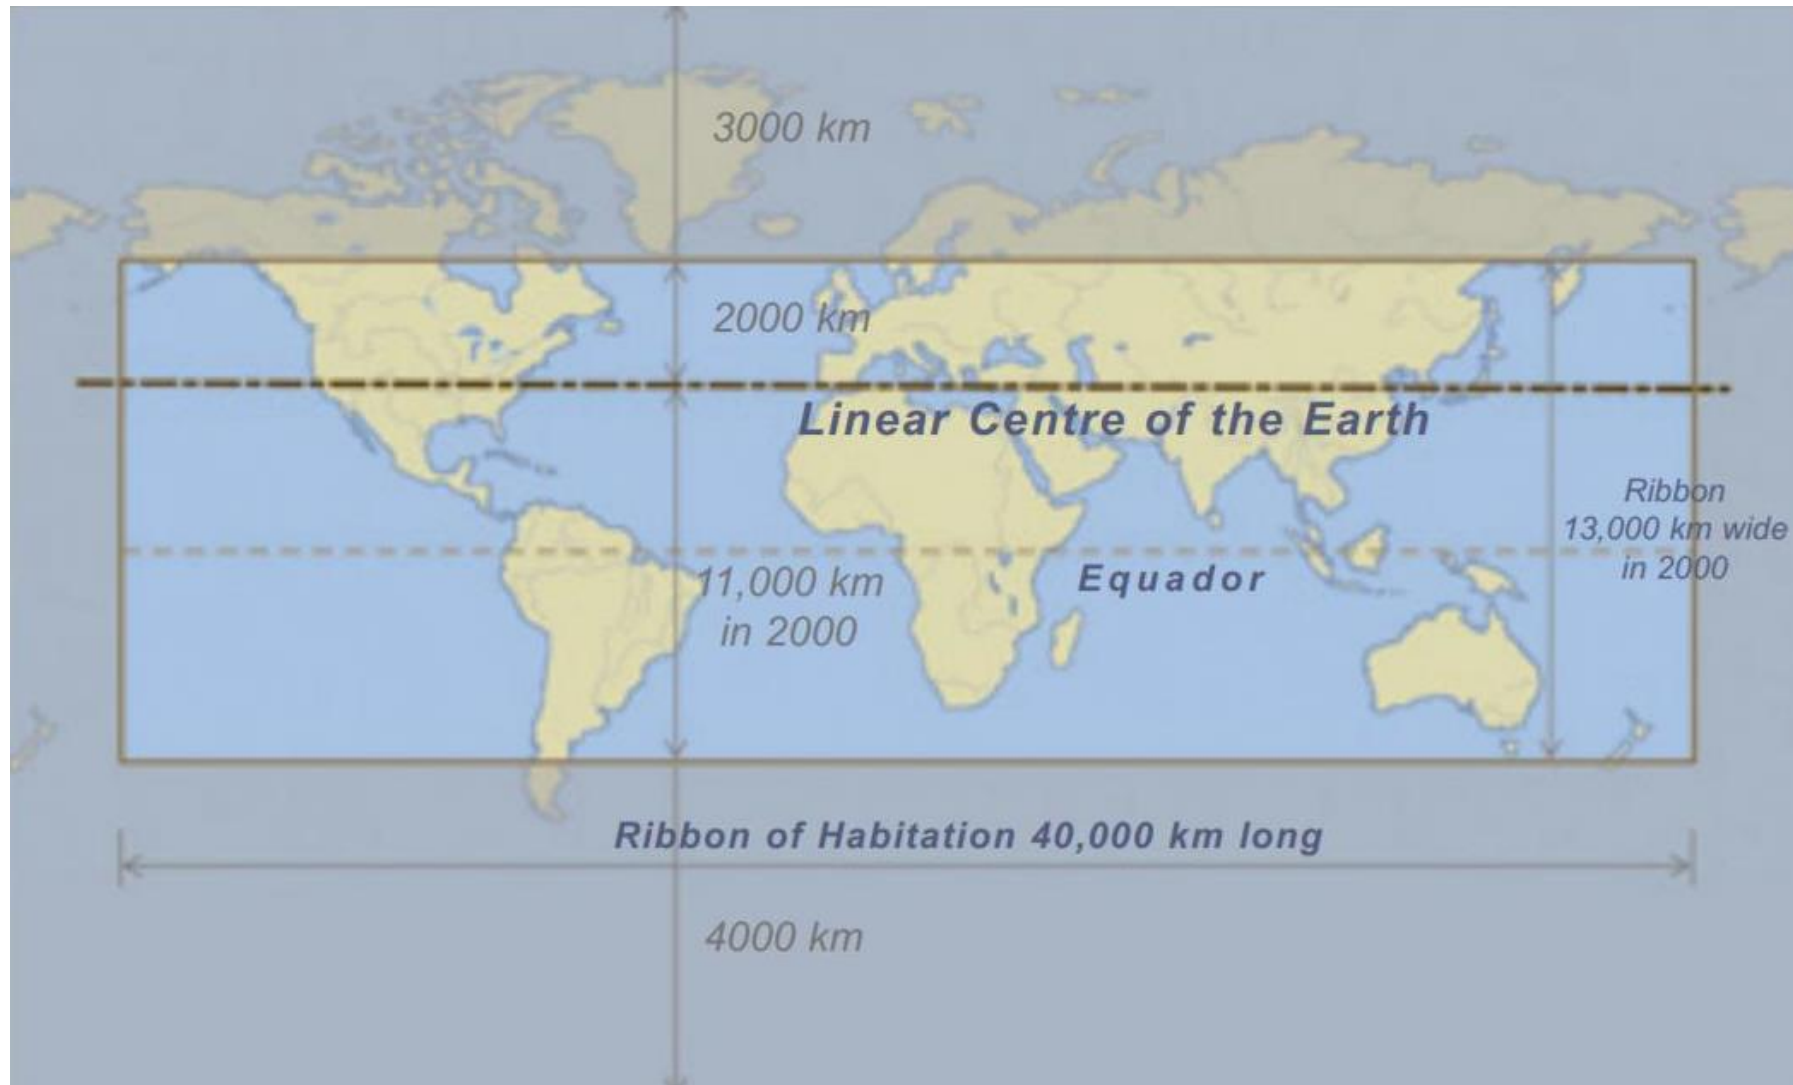 3000 km
2000 km
Linear Centre of the Earth
Ribbon
13,000 km wide
in 2000
Equador
11,000 km
in 2000
Ribbon of Habitation 40,000 km long
4000 km